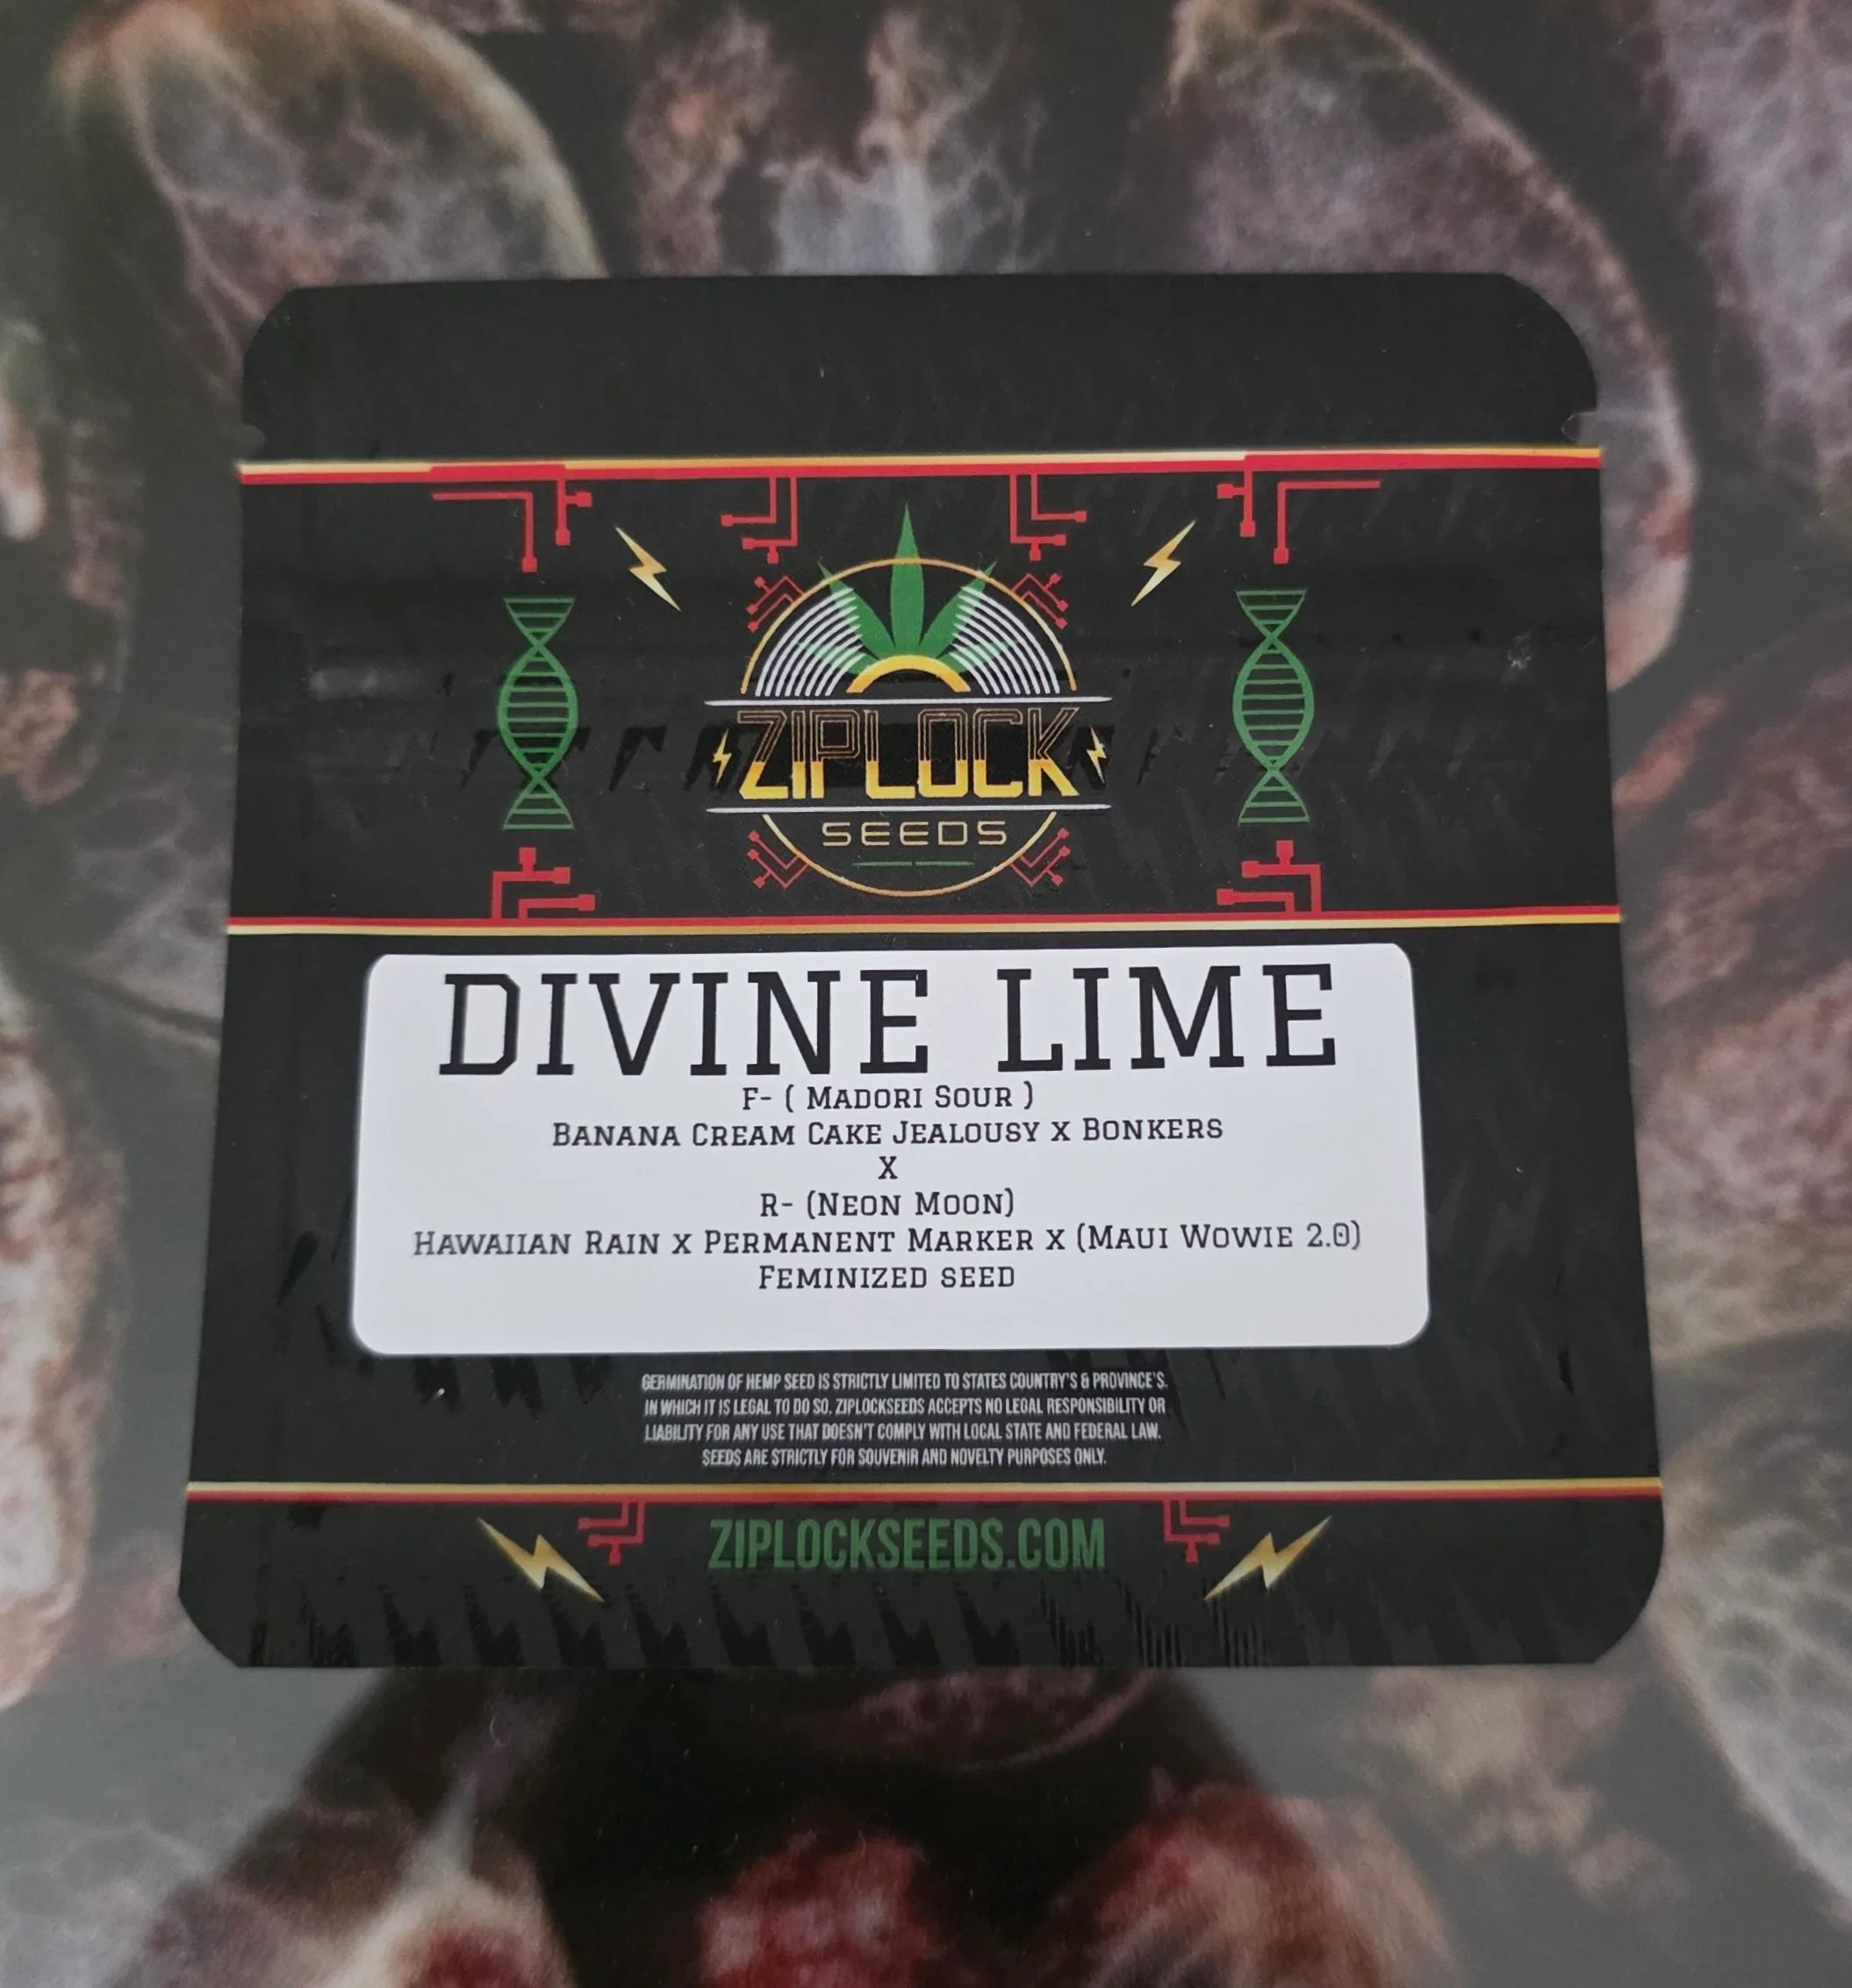 ZIPLOCK
SEEDS
DIVINE LIME
F- ( MADORI SOUR )
BANANA CREAM CAKE JEALOUSY X BONKERS
X
R- (NEON MOON)
HAWAIIAN RAIN X PERMANENT MARKER X (MAUI WOWIE 2.0)
FEMINIZED SEED
GERMINATION OF HEMP SEED IS STRICTLY LIMITED TO STATES COUNTRY'S & PROVINCE'S.
IN WHICH IT IS LEGAL TO DO SO. ZIPLOCKSEEDS ACCEPTS NO LEGAL RESPONSIBILITY OR
LIABILITY FOR ANY USE THAT DOESN'T COMPLY WITH LOCAL STATE AND FEDERAL LAW.
SEEDS ARE STRICTLY FOR SOUVENIR AND NOVELTY PURPOSES ONLY.
ZIPLOCKSEEDS.COM